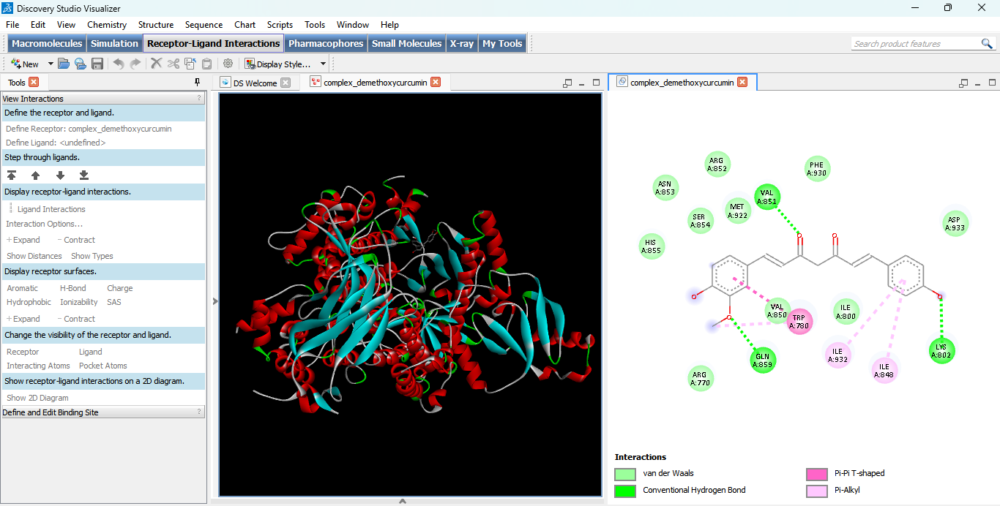 Discovery Studio Visualizer
File Edit View Chemistry Structure Sequence Chart Scripts Tools Window Help
Macromolecules Simulation Receptor-Ligand Interactions Pharmacophores Small Molecules X-ray My Tools
Search product features
New Display Style...
Tools
DS Welcome
complex_demethoxycurcumin
complex_demethoxycurcumin
View Interactions ?
Define the receptor and ligand.
Define Receptor: complex_demethoxycurcumin
Define Ligand: <undefined>
Step through ligands.
Display receptor-ligand interactions.
Ligand Interactions
Interaction Options...
+Expand - Contract
Show Distances Show Types
Display receptor surfaces.
Aromatic H-Bond Charge
Hydrophobic Ionizability SAS
+Expand - Contract
Change the visibility of the receptor and ligand.
Receptor Ligand
Interacting Atoms Pocket Atoms
Show receptor-ligand interactions on a 2D diagram.
Show 2D Diagram
Define and Edit Binding Site ?
ARG
A:852
PHE
A:930
ASN
A:853
VAL
A:851
MET
A:922
SER
A:854
ASP
A:933
HIS
A:855
O
O
O
O
O
VAL
A:850
TRP
A:780
ILE
A:800
GLN
A:859
ILE
A:932
ILE
A:848
LYS
A:802
ARG
A:770
Interactions
van der Waals
Conventional Hydrogen Bond
Pi-Pi T-shaped
Pi-Alkyl